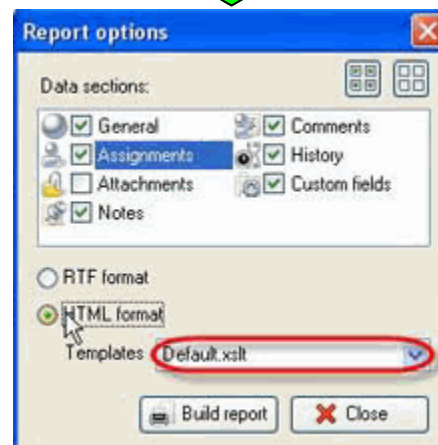 Report options
Data sections:
General
Comments
Assignments
History
Attachments
Custom fields
Notes
RTF format
HTML format
Templates Default.xslt
Build report Close